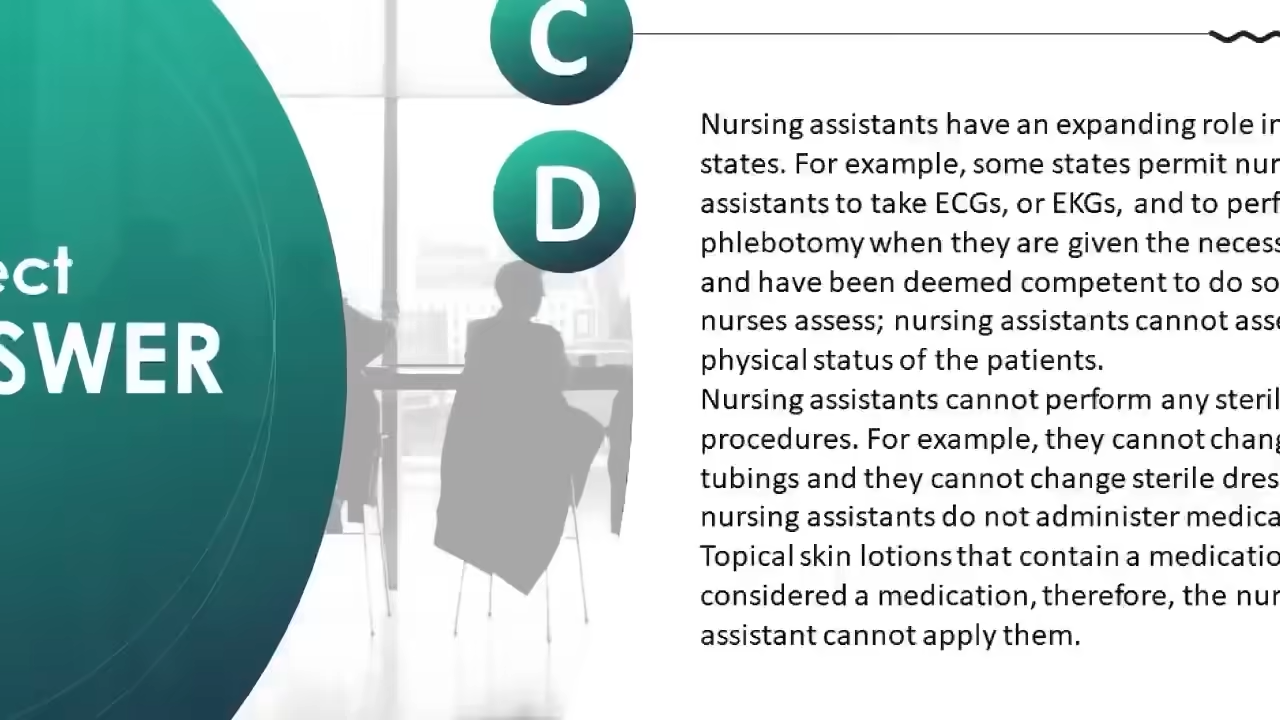 C
D
ect
SWER
Nursing assistants have an expanding role in
states. For example, some states permit nur
assistants to take ECGs, or EKGs, and to perf
phlebotomy when they are given the necess
and have been deemed competent to do so
nurses assess; nursing assistants cannot asse
physical status of the patients.
Nursing assistants cannot perform any steril
procedures. For example, they cannot chang
tubings and they cannot change sterile dres
nursing assistants do not administer medica
Topical skin lotions that contain a medicatio
considered a medication, therefore, the nur
assistant cannot apply them.